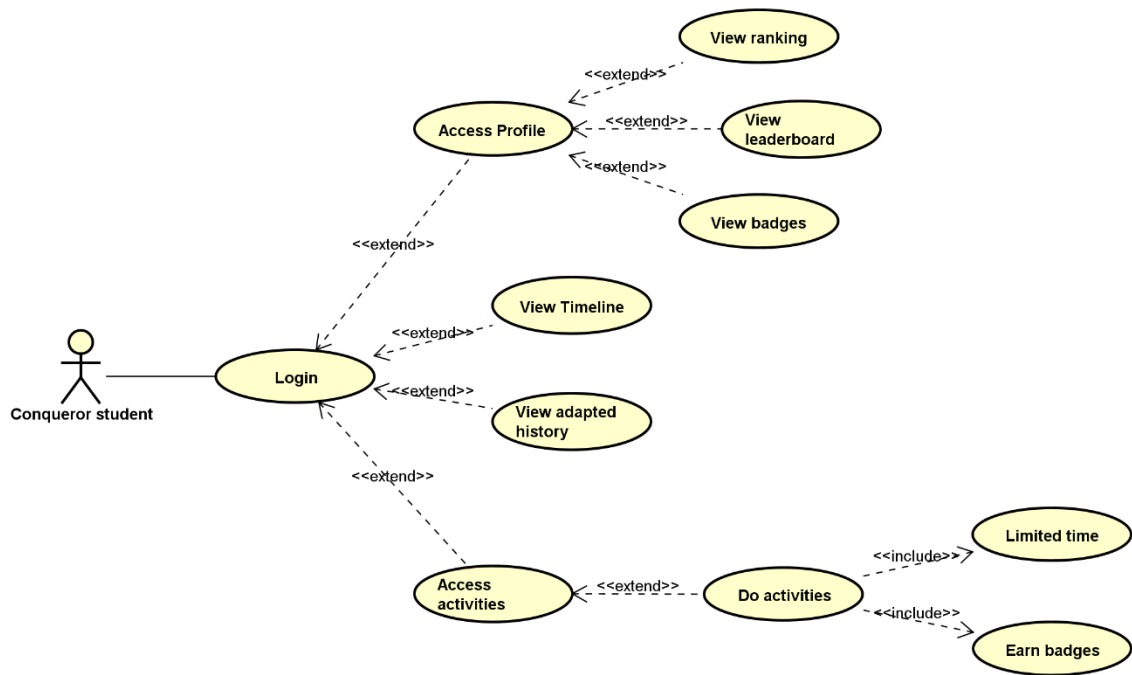 View ranking
<<extend>>
Access Profile
<<extend>>
View
leaderboard
<<extend>>
View badges
<<extend>>
View Timeline
<<extend>>
Login
<<extend>>
View adapted
history
Conqueror student
<<extend>>
Limited time
<<include>>
Access
activities
<<extend>>
Do activities
<<include>>
Earn badges